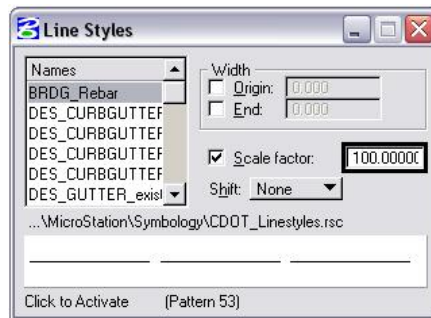 Line Styles
Names
BRDG_Rebar
DES_CURBGUTTEF
DES_CURBGUTTEF
DES_CURBGUTTEF
DES_CURBGUTTEF
DES_GUTTER_exist
Width
Origin: 0.000
End: 0.000
Scale factor: 100.00000
Shift: None
...\MicroStation\Symbology\CDOT_Linestyles.rsc
Click to Activate (Pattern 53)